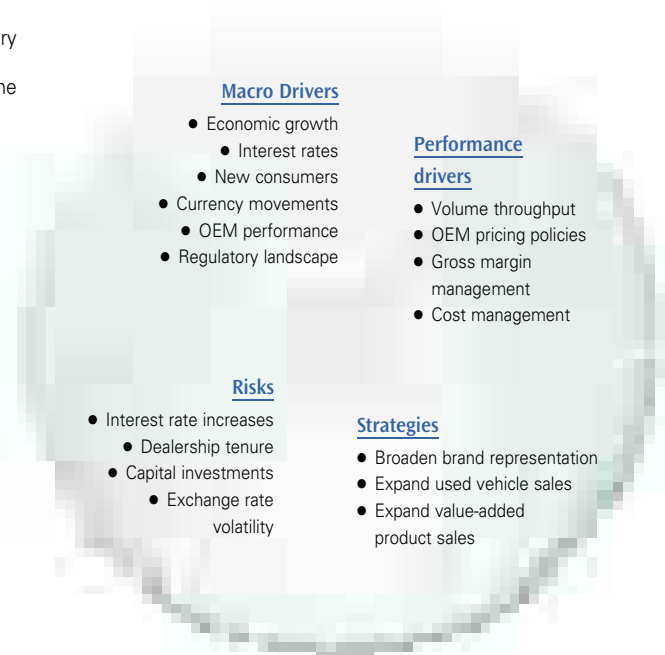 ry
ne
Macro Drivers
● Economic growth
● Interest rates
● New consumers
● Currency movements
● OEM performance
● Regulatory landscape
Performance
drivers
● Volume throughput
● OEM pricing policies
● Gross margin
management
● Cost management
Risks
● Interest rate increases
● Dealership tenure
● Capital investments
● Exchange rate
volatility
Strategies
● Broaden brand representation
● Expand used vehicle sales
● Expand value-added
product sales